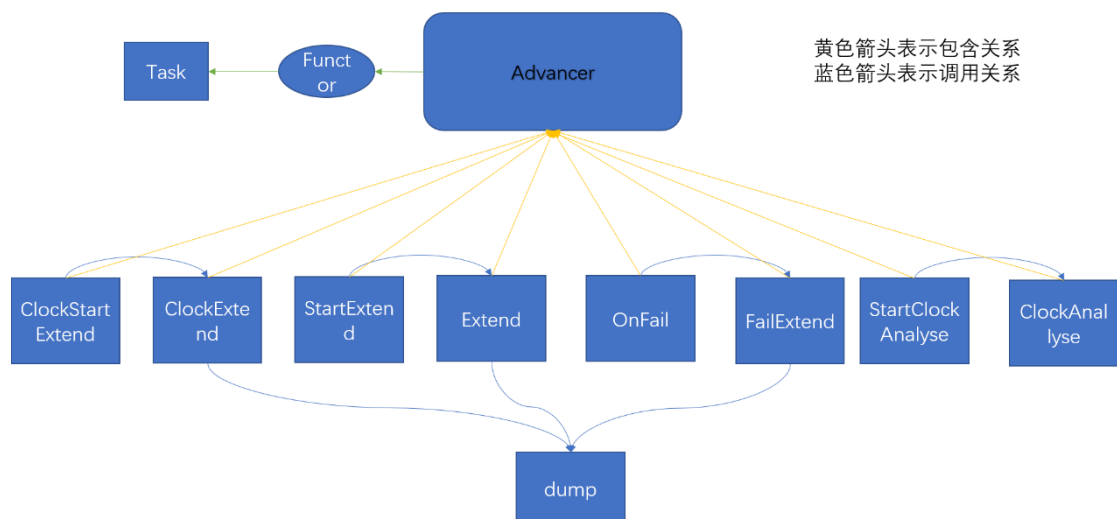 Task
Funct
or
Advancer
黄色箭头表示包含关系
蓝色箭头表示调用关系
ClockStart
Extend
ClockExte
nd
StartExten
d
Extend
OnFail
FailExtend
StartClock
Analyse
ClockAnal
lyse
dump